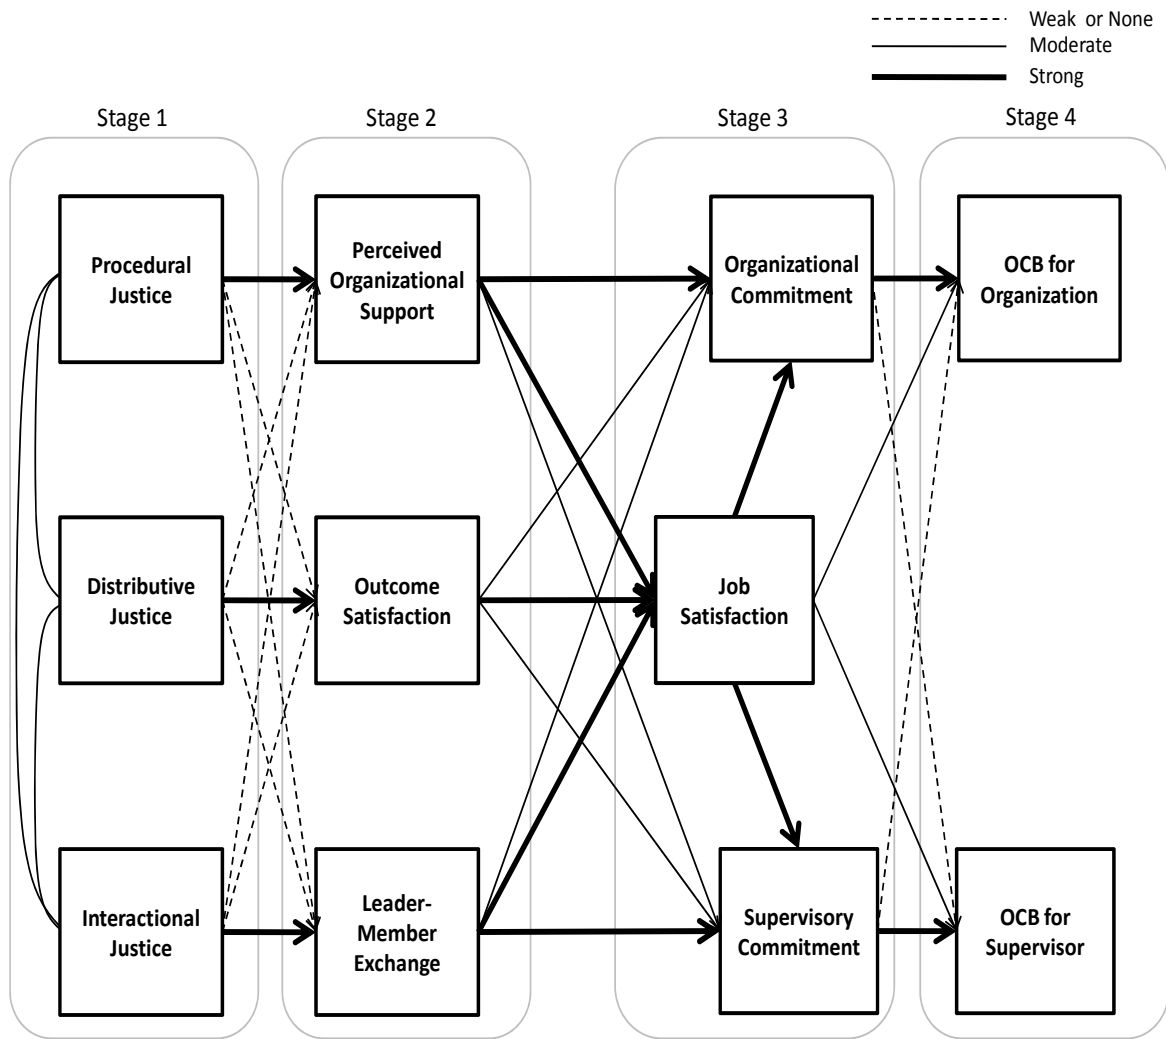 Weak or None
Moderate
Strong
Stage 1
Stage 2
Stage 3
Stage 4
Procedural
Justice
Perceived
Organizational
Support
Organizational
Commitment
OCB for
Organization
Distributive
Justice
Outcome
Satisfaction
Job
Satisfaction
Interactional
Justice
Leader-
Member
Exchange
Supervisory
Commitment
OCB for
Supervisor